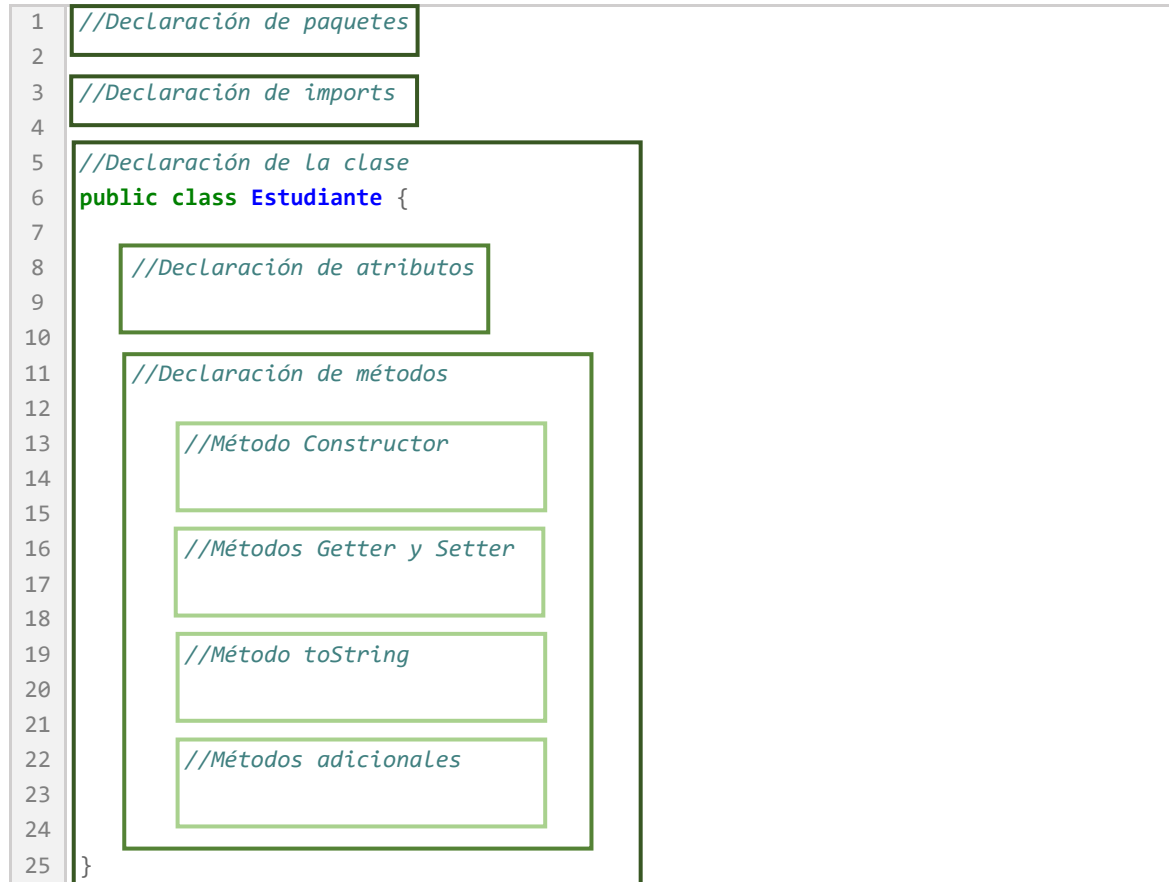 1 //Declaración de paquetes
2
3 //Declaración de imports
4
5 //Declaración de la clase
6 public class Estudiante {
7
8 //Declaración de atributos
9
10
11 //Declaración de métodos
12
13 //Método Constructor
14
15
16 //Métodos Getter y Setter
17
18
19 //Método toString
20
21
22 //Métodos adicionales
23
24
25 }